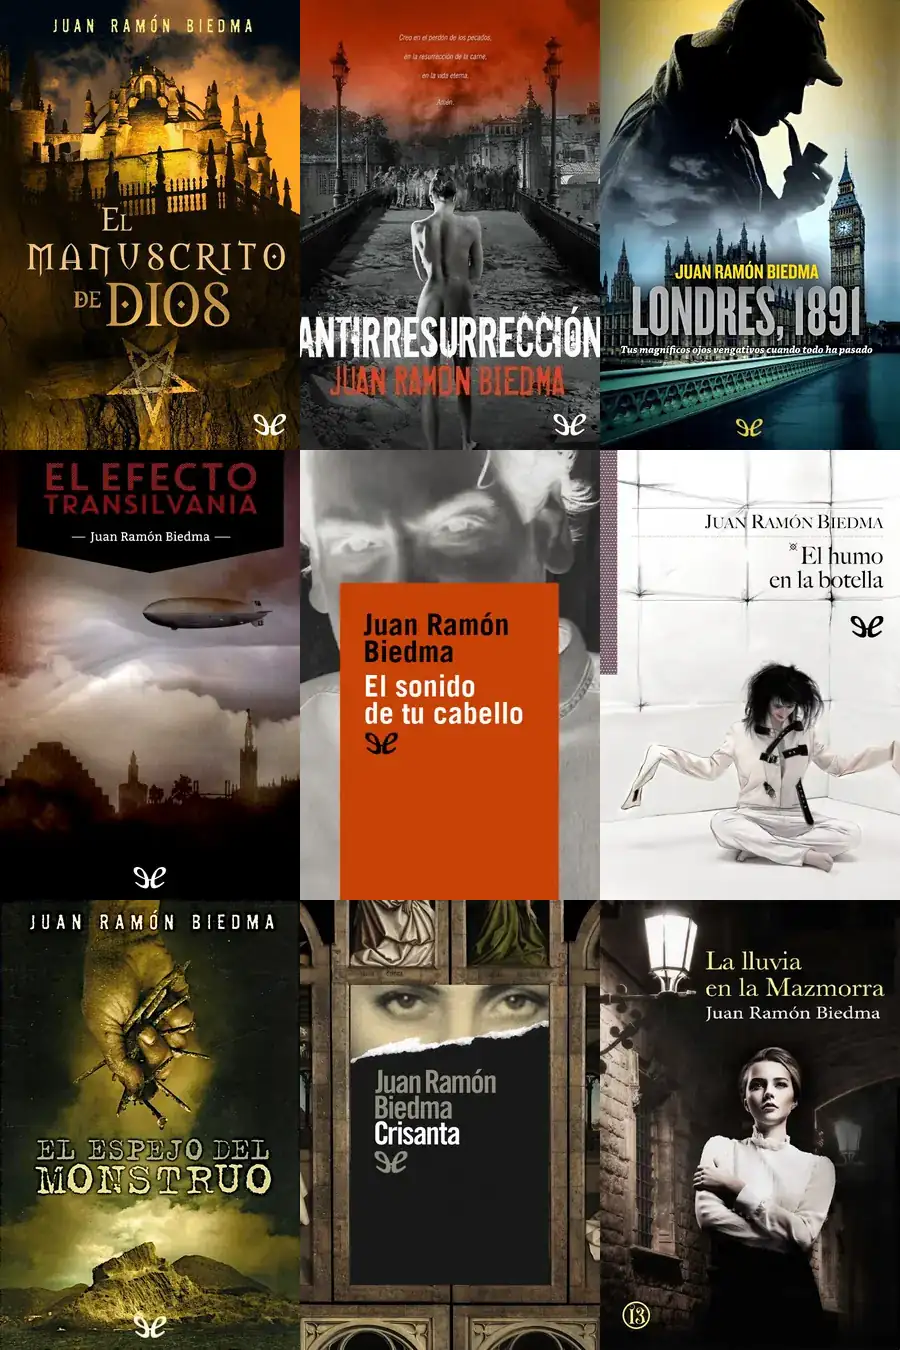 JUAN RAMÓN BIEDMA
EL
MANUSCRITO
DE DIOS
Creo en el perdón de los pecados,
en la resurrección de la carne,
en la vida eterna.
Amén.
ANTIRRESURRECCIÓN
JUAN RAMÓN BIEDMA
JUAN RAMÓN BIEDMA
LONDRES, 1891
Tus magníficos ojos vengativos cuando todo ha pasado
EL EFECTO
TRANSILVANIA
— Juan Ramón Biedma —
Juan Ramón
Biedma
El sonido
de tu cabello
JUAN RAMÓN BIEDMA
El humo
en la botella
JUAN RAMÓN BIEDMA
EL ESPEJO DEL
MONSTRUO
Juan Ramón
Biedma
Crisanta
La lluvia
en la Mazmorra
Juan Ramón Biedma
13